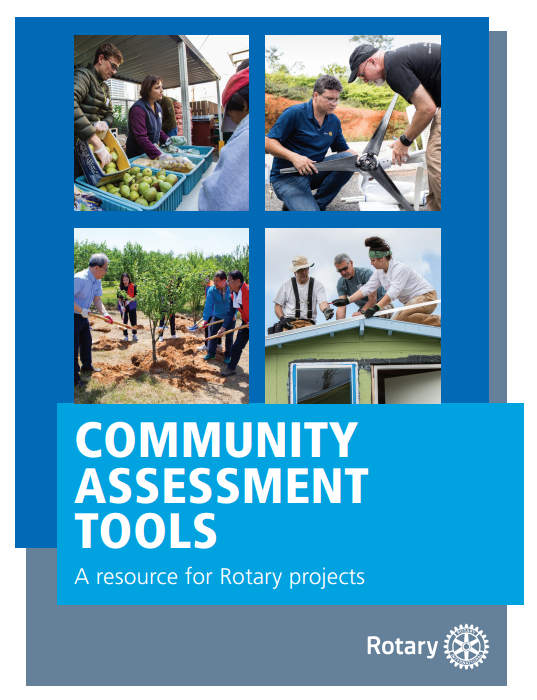 COMMUNITY
ASSESSMENT
TOOLS
A resource for Rotary projects
Rotary